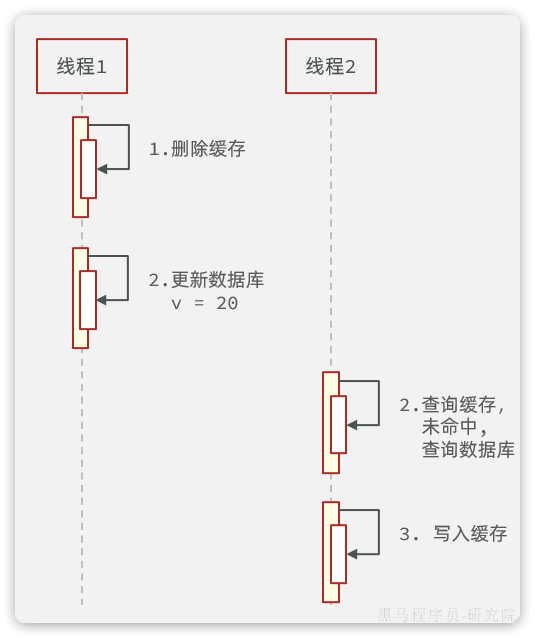 线程1
线程2
1.删除缓存
2.更新数据库
v = 20
2.查询缓存,
未命中,
查询数据库
3. 写入缓存
黑马程序员-研究院